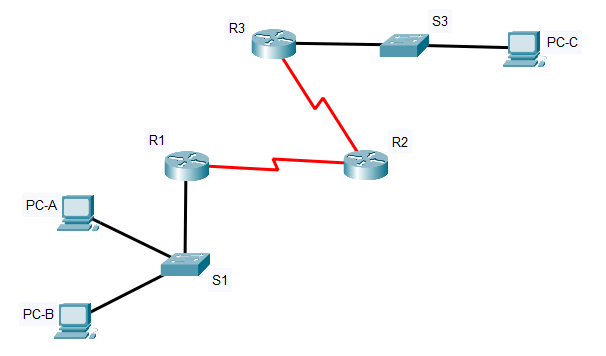 S3
R3
PC-C
R1
R2
PC-A
S1
PC-B